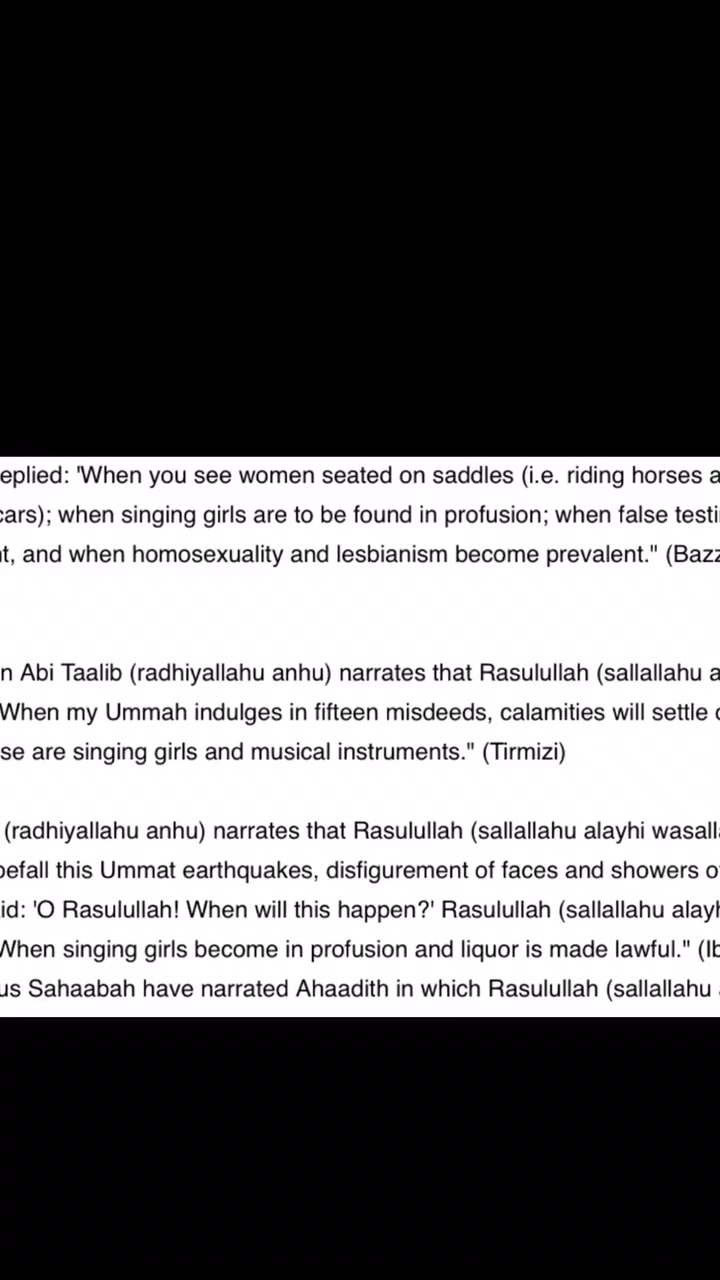 eplied: 'When you see women seated on saddles (i.e. riding horses a
cars); when singing girls are to be found in profusion; when false testi
t, and when homosexuality and lesbianism become prevalent." (Bazz
n Abi Taalib (radhiyallahu anhu) narrates that Rasulullah (sallallahu a
When my Ummah indulges in fifteen misdeeds, calamities will settle o
se are singing girls and musical instruments." (Tirmizi)
(radhiyallahu anhu) narrates that Rasulullah (sallallahu alayhi wasall
befall this Ummat earthquakes, disfigurement of faces and showers o
id: 'O Rasulullah! When will this happen?' Rasulullah (sallallahu alayh
When singing girls become in profusion and liquor is made lawful." (Ib
us Sahaabah have narrated Ahaadith in which Rasulullah (sallallahu